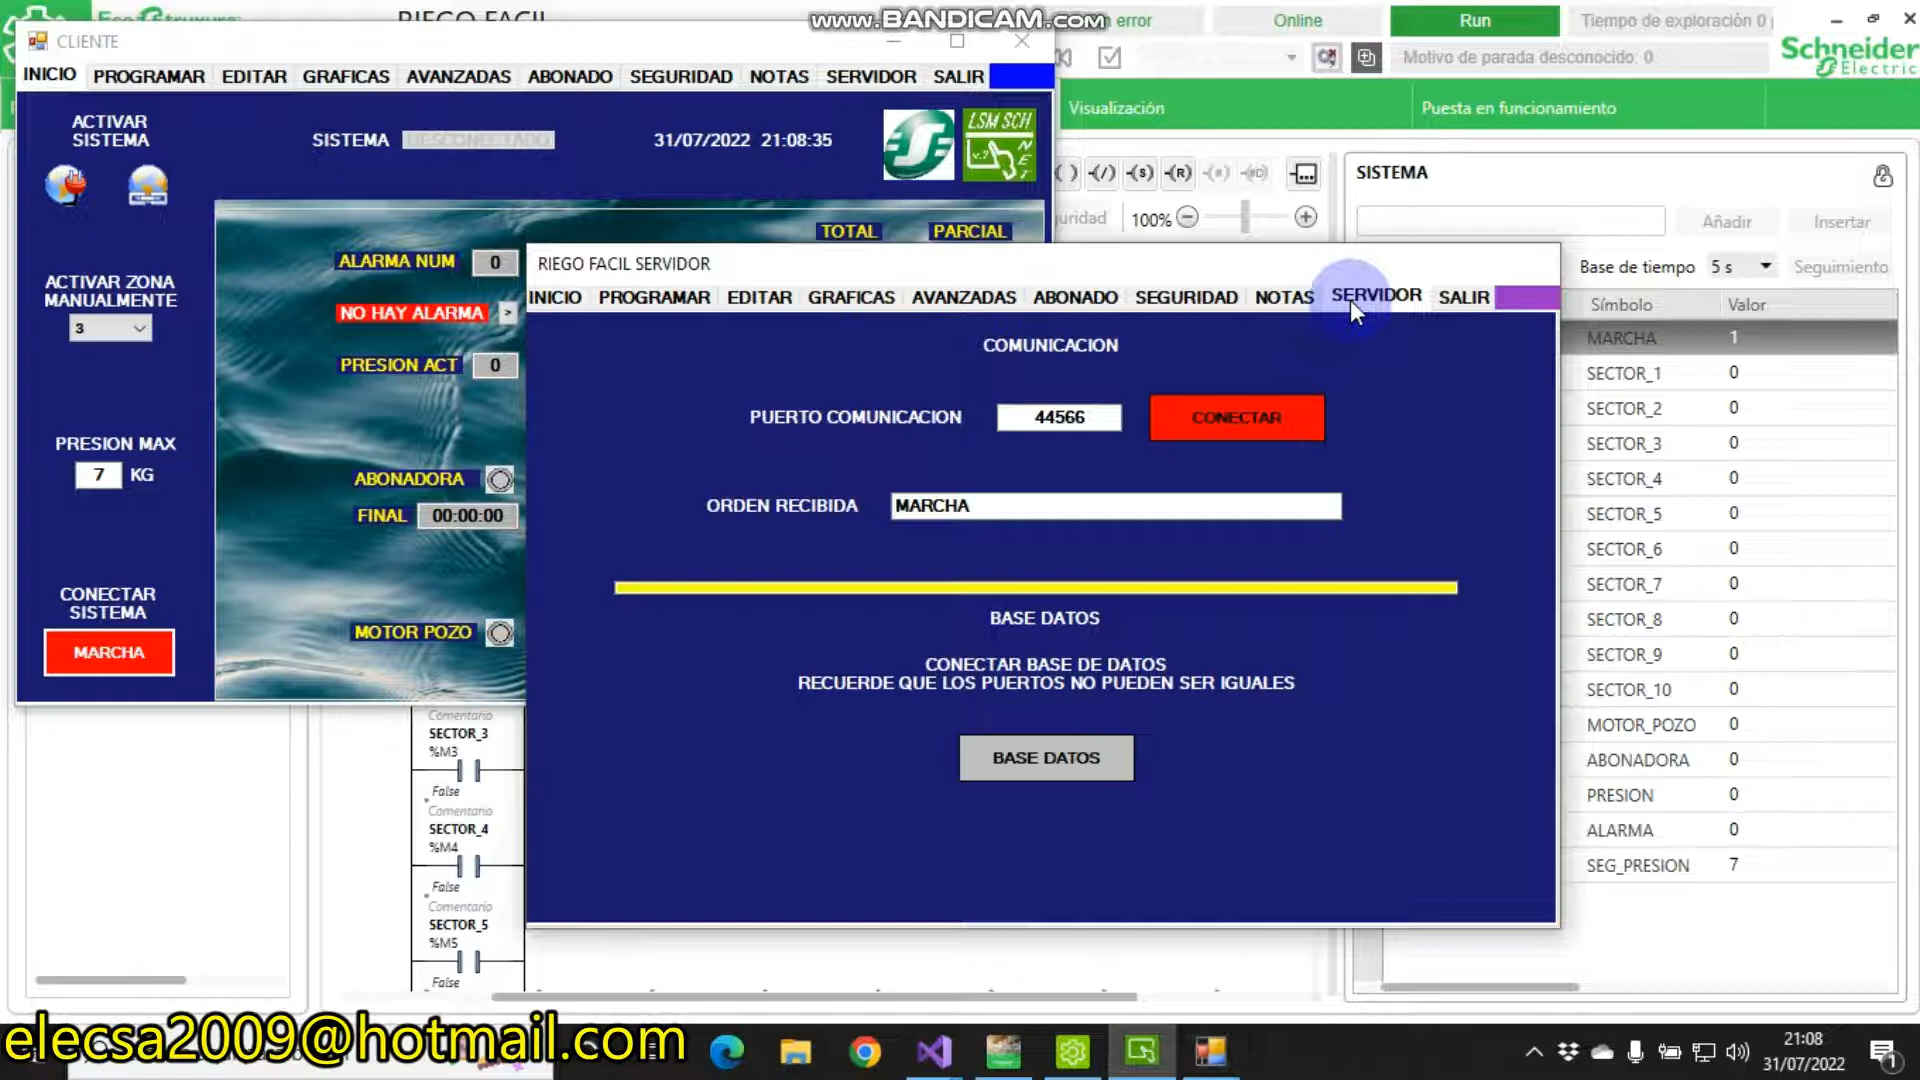 www.BANDICAM.com
RIEGO FACIL
error
Online
Run
Tiempo de exploración 0
Motivo de parada desconocido: 0
Schneider
Electric
Visualización
Puesta en funcionamiento
CLIENTE
INICIO PROGRAMAR EDITAR GRAFICAS AVANZADAS ABONADO SEGURIDAD NOTAS SERVIDOR SALIR
ACTIVAR
SISTEMA
SISTEMA DESCONECTADO
31/07/2022 21:08:35
LSM SCH
v.7
NET
ACTIVAR ZONA
MANUALMENTE
3
PRESION MAX
7 KG
CONECTAR
SISTEMA
MARCHA
TOTAL PARCIAL
ALARMA NUM 0
NO HAY ALARMA >
PRESION ACT 0
ABONADORA
FINAL 00:00:00
MOTOR POZO
RIEGO FACIL SERVIDOR
INICIO PROGRAMAR EDITAR GRAFICAS AVANZADAS ABONADO SEGURIDAD NOTAS SERVIDOR SALIR
COMUNICACION
PUERTO COMUNICACION 44566 CONECTAR
ORDEN RECIBIDA MARCHA
BASE DATOS
CONECTAR BASE DE DATOS
RECUERDE QUE LOS PUERTOS NO PUEDEN SER IGUALES
BASE DATOS
100%
SISTEMA
Añadir
Insertar
Base de tiempo 5 s Seguimiento
Símbolo Valor
MARCHA 1
SECTOR_1 0
SECTOR_2 0
SECTOR_3 0
SECTOR_4 0
SECTOR_5 0
SECTOR_6 0
SECTOR_7 0
SECTOR_8 0
SECTOR_9 0
SECTOR_10 0
MOTOR_POZO 0
ABONADORA 0
PRESION 0
ALARMA 0
SEG_PRESION 7
Comentario
SECTOR_3
%M3
False
Comentario
SECTOR_4
%M4
False
Comentario
SECTOR_5
%M5
False
elecsa2009@hotmail.com
21:08
31/07/2022
1